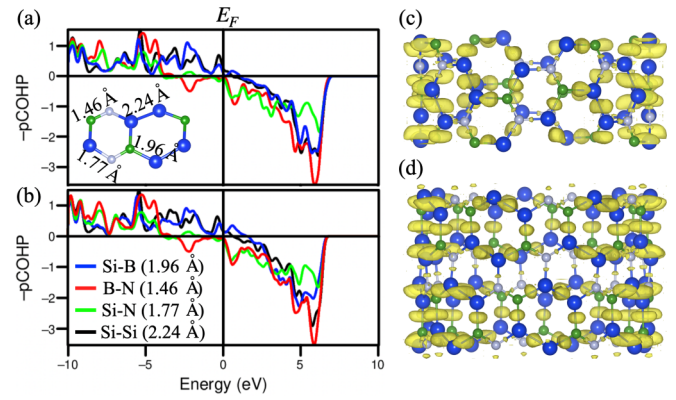 (a)
E_F
(c)
1
0
−1
−2
−3
−pCOHP
1.46 Å
2.24 Å
1.96 Å
1.77 Å
(b)
(d)
1
0
−1
−2
−3
−pCOHP
Si−B (1.96 Å)
B−N (1.46 Å)
Si−N (1.77 Å)
Si−Si (2.24 Å)
−10 −5 0 5 10
Energy (eV)